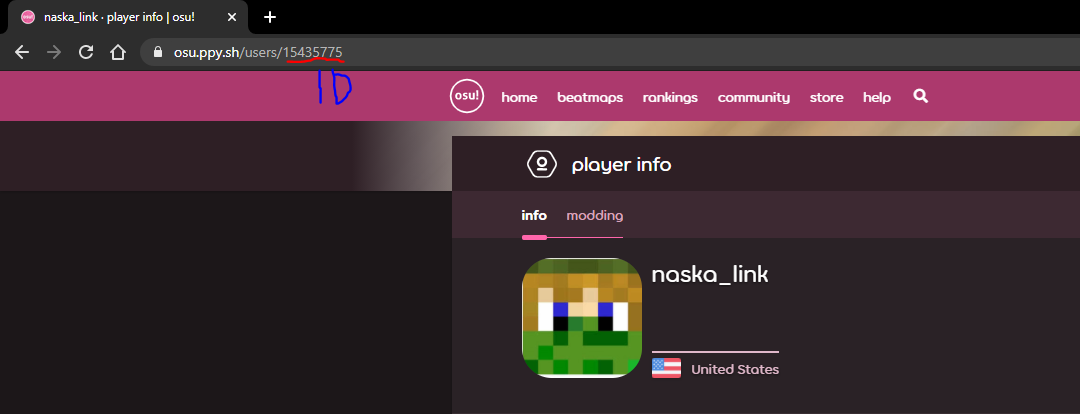 naska_link · player info | osu!
osu.ppy.sh/users/15435775
ID
osu! home beatmaps rankings community store help
player info
info modding
naska_link
United States